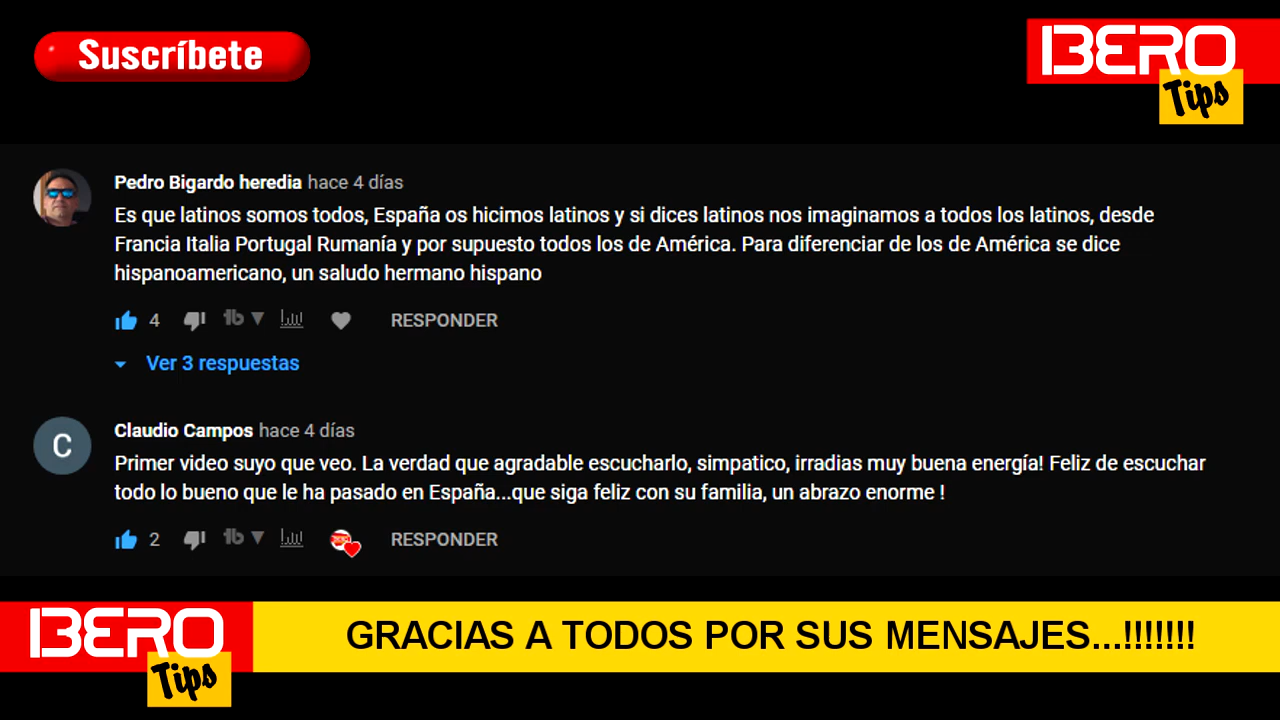 Suscríbete
IBERO
Tips
Pedro Bigardo heredia hace 4 días
Es que latinos somos todos, España os hicimos latinos y si dices latinos nos imaginamos a todos los latinos, desde
Francia Italia Portugal Rumanía y por supuesto todos los de América. Para diferenciar de los de América se dice
hispanoamericano, un saludo hermano hispano
4 RESPONDER
Ver 3 respuestas
C
Claudio Campos hace 4 días
Primer video suyo que veo. La verdad que agradable escucharlo, simpatico, irradias muy buena energía! Feliz de escuchar
todo lo bueno que le ha pasado en España...que siga feliz con su familia, un abrazo enorme !
2 RESPONDER
IBERO
Tips
GRACIAS A TODOS POR SUS MENSAJES...!!!!!!!